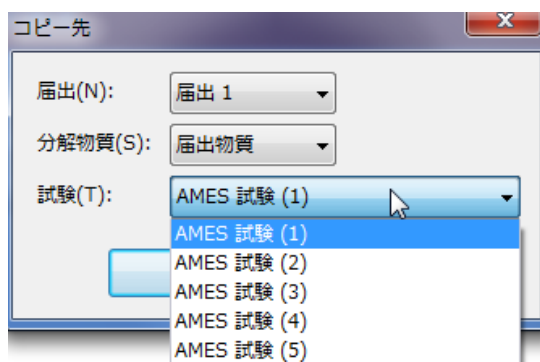 コピー先
届出(N): 届出 1
分解物質(S): 届出物質
試験(T): AMES 試験 (1)
AMES 試験 (1)
AMES 試験 (2)
AMES 試験 (3)
AMES 試験 (4)
AMES 試験 (5)